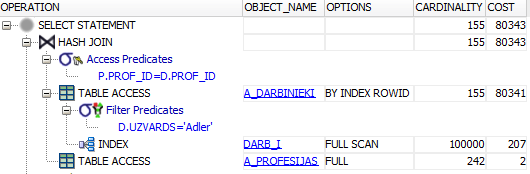 OPERATION OBJECT_NAME OPTIONS CARDINALITY COST
SELECT STATEMENT 155 80343
HASH JOIN 155 80343
Access Predicates
P.PROF_ID=D.PROF_ID
TABLE ACCESS A_DARBINIEKI BY INDEX ROWID 155 80341
Filter Predicates
D.UZVARDS='Adler'
INDEX DARB_I FULL SCAN 100000 207
TABLE ACCESS A_PROFESIJAS FULL 242 2